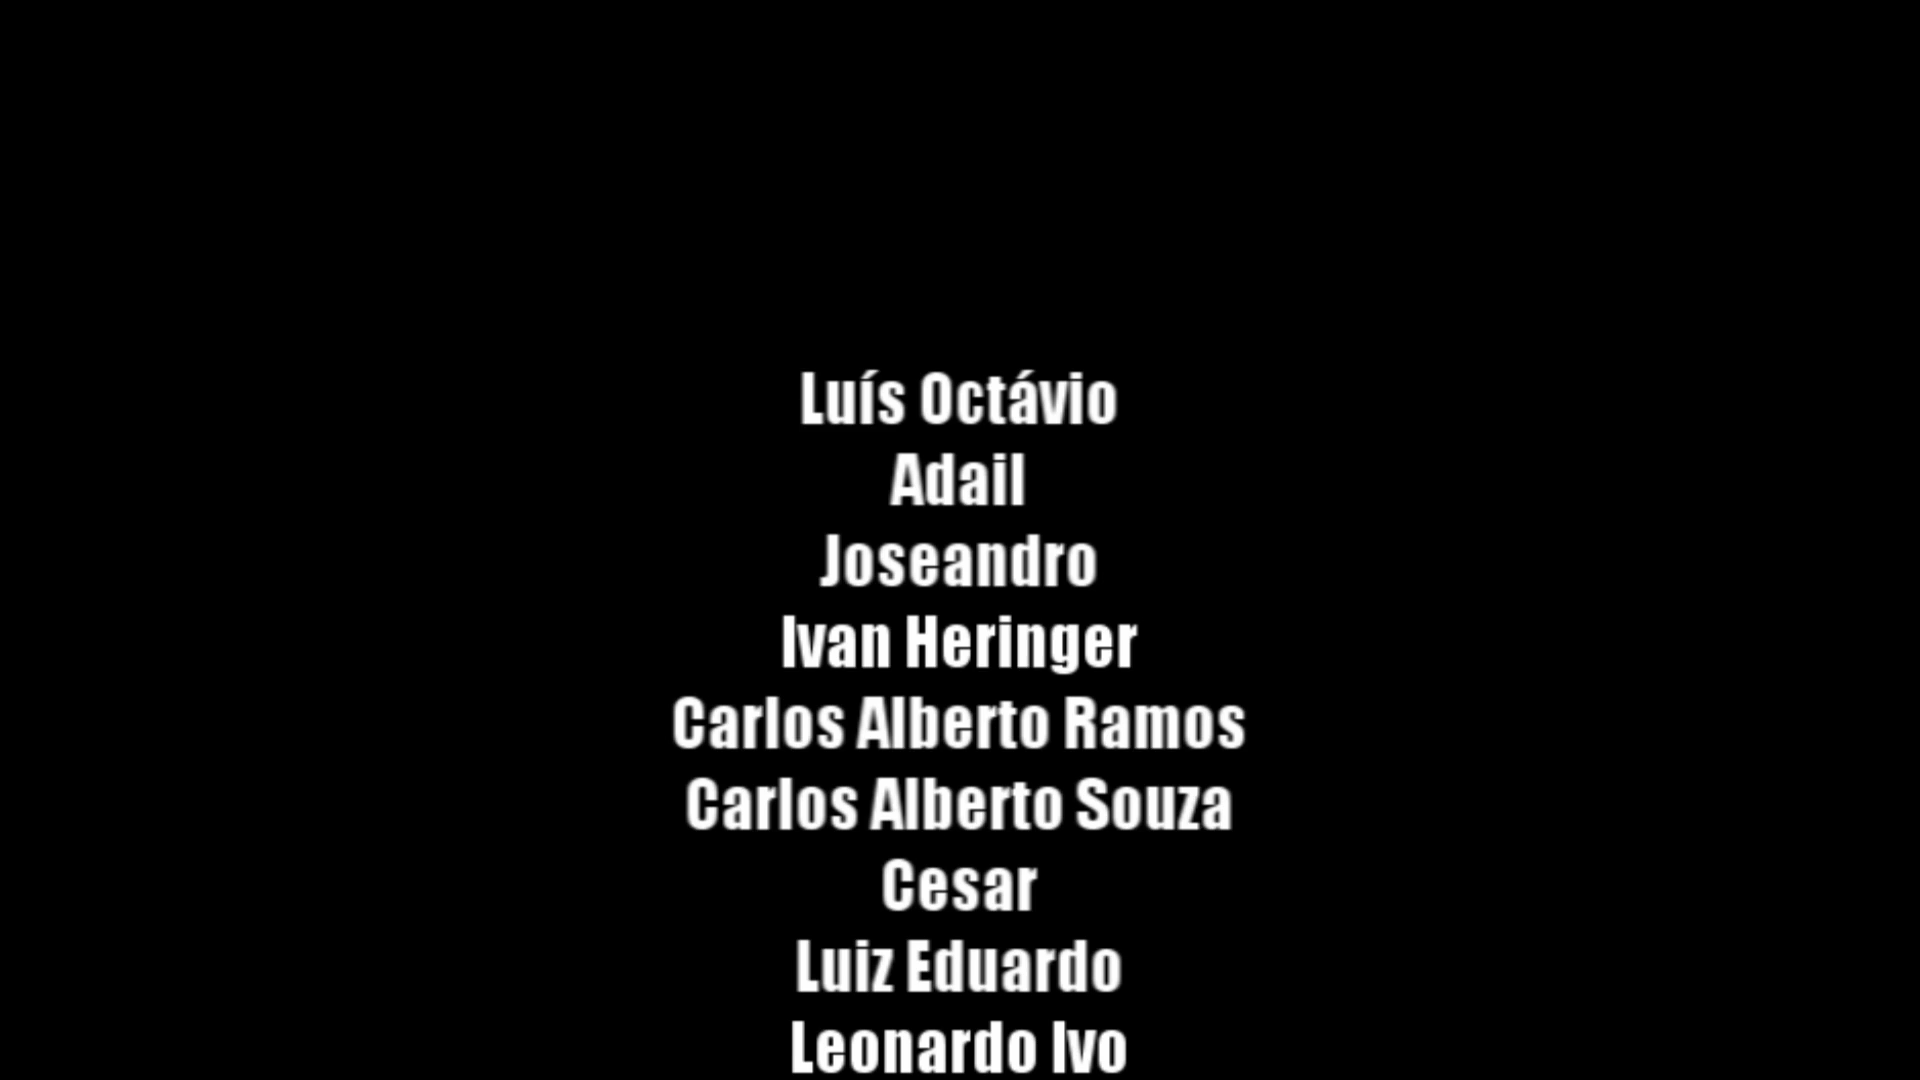 Luís Octávio
Adail
Joseandro
Ivan Heringer
Carlos Alberto Ramos
Carlos Alberto Souza
Cesar
Luiz Eduardo
Leonardo Ivo